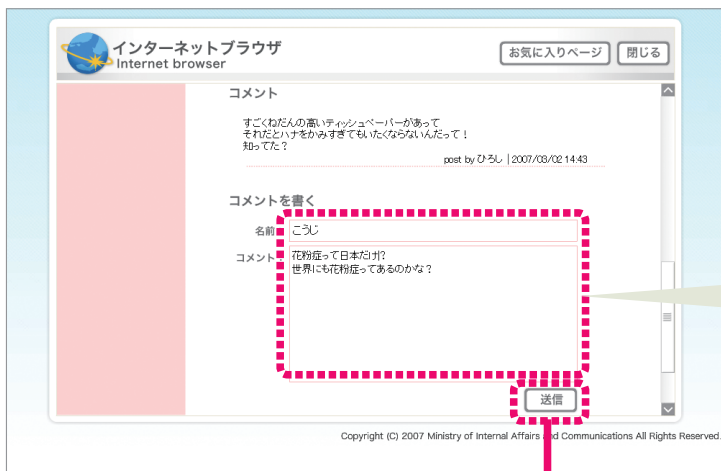 インターネットブラウザ
Internet browser
お気に入りページ
閉じる
コメント
すごくねだんの高いティッシュペーパーがあって
それだとハナをかみすぎてもいたくならないんだって！
知ってた？
post by ひろし | 2007/03/02 14:43
コメントを書く
名前
こうじ
コメント
花粉症って日本だけ?
世界にも花粉症ってあるのかな？
送信
Copyright (C) 2007 Ministry of Internal Affairs and Communications All Rights Reserved.